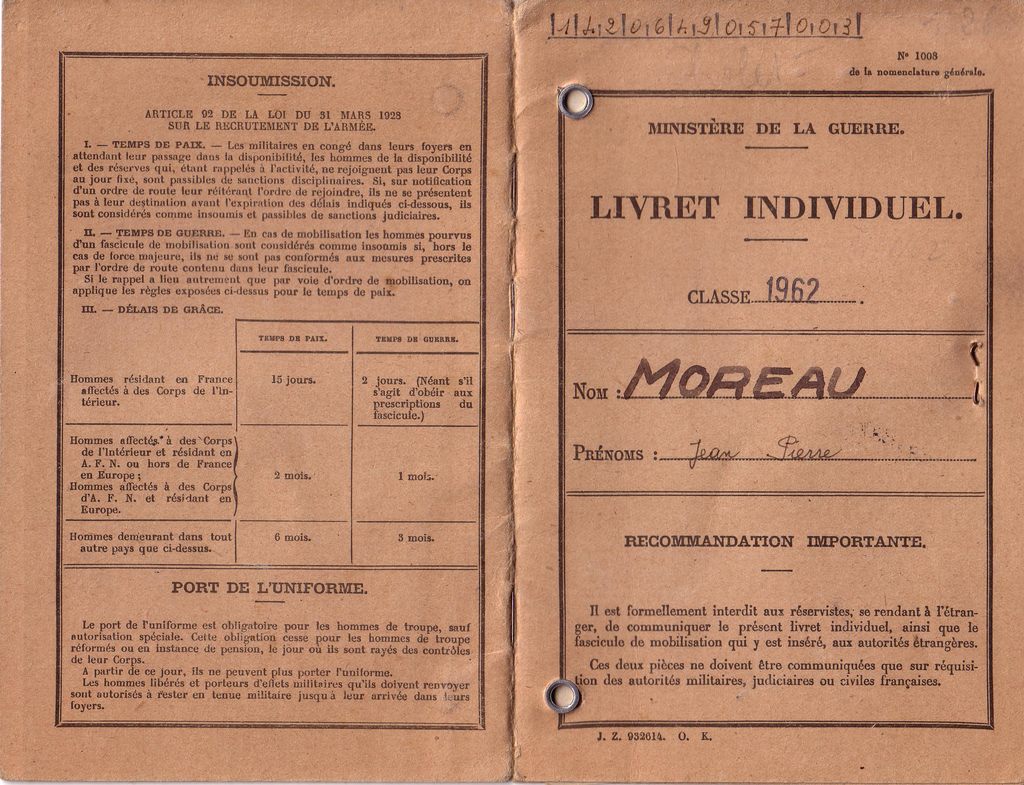 INSOUMISSION.
ARTICLE 92 DE LA LOI DU 31 MARS 1928
SUR LE RECRUTEMENT DE L'ARMÉE.
I. — TEMPS DE PAIX. — Les militaires en congé dans leurs foyers en
attendant leur passage dans la disponibilité, les hommes de la disponibilité
et des réserves qui, étant rappelés à l'activité, ne rejoignent pas leur Corps
au jour fixé, sont passibles de sanctions disciplinaires. Si, sur notification
d'un ordre de route leur réitérant l'ordre de rejoindre, ils ne se présentent
pas à leur destination avant l'expiration des délais indiqués ci-dessous, ils
sont considérés comme insoumis et passibles de sanctions judiciaires.
II. — TEMPS DE GUERRE. — En cas de mobilisation les hommes pourvus
d'un fascicule de mobilisation sont considérés comme insoumis si, hors le
cas de force majeure, ils ne se sont pas conformés aux mesures prescrites
par l'ordre de route contenu dans leur fascicule.
Si le rappel a lieu autrement que par voie d'ordre de mobilisation, on
applique les règles exposées ci-dessus pour le temps de paix.
III. — DÉLAIS DE GRÂCE.
TEMPS DE PAIX. TEMPS DE GUERRE.
Hommes résidant en France 15 jours. 2 jours. (Néant s'il
affectés à des Corps de l'In- s'agit d'obéir aux
térieur. prescriptions du
fascicule.)
Hommes affectés à des Corps
de l'Intérieur et résidant en
A. F. N. ou hors de France
en Europe ; 2 mois. 1 mois.
Hommes affectés à des Corps
d'A. F. N. et résidant en
Europe.
Hommes demeurant dans tout 6 mois. 3 mois.
autre pays que ci-dessus.
PORT DE L'UNIFORME.
Le port de l'uniforme est obligatoire pour les hommes de troupe, sauf
autorisation spéciale. Cette obligation cesse pour les hommes de troupe
réformés ou en instance de pension, le jour où ils sont rayés des contrôles
de leur Corps.
A partir de ce jour, ils ne peuvent plus porter l'uniforme.
Les hommes libérés et porteurs d'effets militaires qu'ils doivent renvoyer
sont autorisés à rester en tenue militaire jusqu'à leur arrivée dans leurs
foyers.
|1|4|2|0|6|4|9|0|5|7|0|0|3|
N° 1008
de la nomenclature générale.
MINISTÈRE DE LA GUERRE.
LIVRET INDIVIDUEL.
CLASSE 1962.
NOM : MOREAU
PRÉNOMS : Jean Pierre
RECOMMANDATION IMPORTANTE.
Il est formellement interdit aux réservistes, se rendant à l'étran-
ger, de communiquer le présent livret individuel, ainsi que le
fascicule de mobilisation qui y est inséré, aux autorités étrangères.
Ces deux pièces ne doivent être communiquées que sur réquisi-
tion des autorités militaires, judiciaires ou civiles françaises.
J. Z. 932614. O. K.